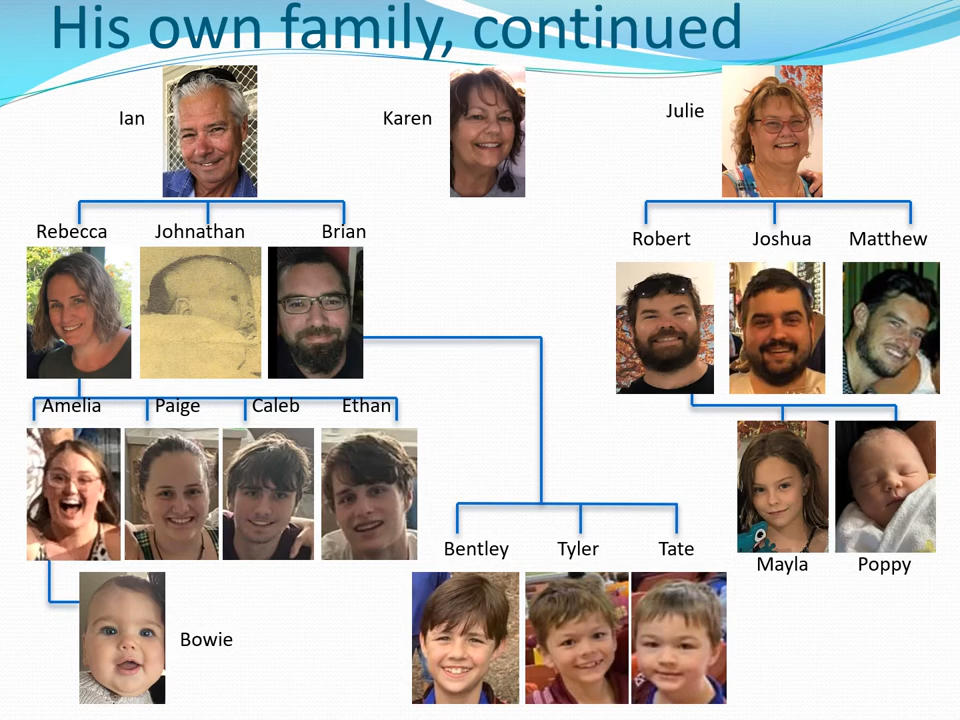 His own family, continued
Ian
Karen
Julie
Rebecca
Johnathan
Brian
Robert
Joshua
Matthew
Amelia
Paige
Caleb
Ethan
Bentley
Tyler
Tate
Mayla
Poppy
Bowie